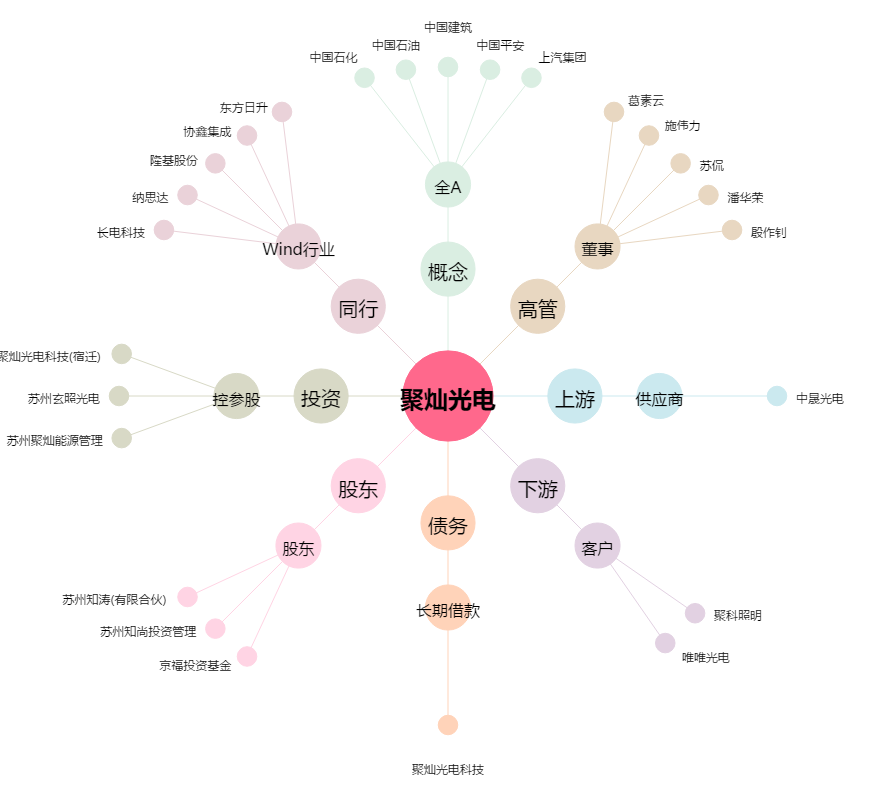 中国建筑
中国石油
中国平安
中国石化
上汽集团
东方日升
葛素云
协鑫集成
施伟力
隆基股份
苏侃
全A
纳思达
潘华荣
长电科技
殷作钊
Wind行业
董事
概念
同行
高管
聚灿光电科技(宿迁)
苏州玄照光电
控参股
投资
聚灿光电
上游
供应商
中晟光电
苏州聚灿能源管理
股东
下游
债务
股东
客户
苏州知涛(有限合伙)
长期借款
聚科照明
苏州知尚投资管理
唯唯光电
京福投资基金
聚灿光电科技